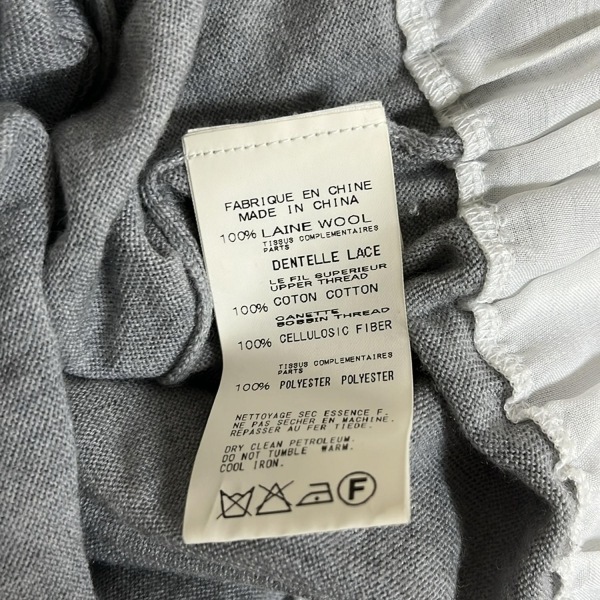 FABRIQUE EN CHINE
MADE IN CHINA
100% LAINE WOOL
TISSUS COMPLEMENTAIRES
PARTS
DENTELLE LACE
LE FIL SUPERIEUR
UPPER THREAD
100% COTON COTTON
CANETTE
BOBBIN THREAD
100% CELLULOSIC FIBER
TISSUS COMPLEMENTAIRES
PARTS
100% POLYESTER POLYESTER
NETTOYAGE SEC ESSENCE F.
NE PAS SECHER EN MACHINE.
REPASSER AU FER TIEDE.
DRY CLEAN PETROLEUM.
DO NOT TUMBLE WARM.
COOL IRON.
F